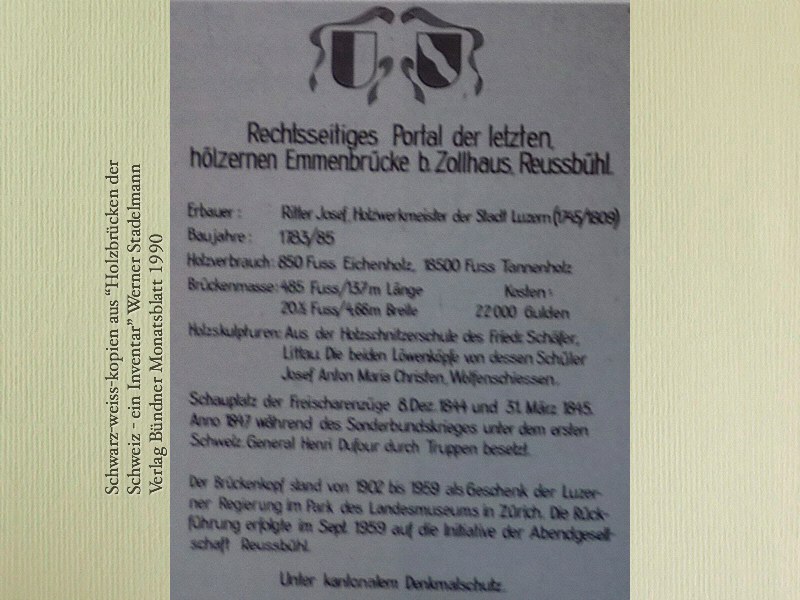 Schwarz-weiss-kopien aus “Holzbrücken der
Schweiz - ein Inventar” Werner Stadelmann
Verlag Bündner Monatsblatt 1990
Rechtsseitiges Portal der letzten,
hölzernen Emmenbrücke b. Zollhaus, Reussbühl.
Erbauer: Ritter Josef, Holzwerkmeister der Stadt Luzern (1745/1809)
Baujahre: 1783/85
Holzverbrauch: 850 Fuss Eichenholz, 18500 Fuss Tannenholz
Brückenmasse: 485 Fuss/137 m Länge Kosten:
20½ Fuss/4,66m Breite 22000 Gulden
Holzskulpturen: Aus der Holzschnitzerschule des Friedr. Schäfer,
Littau. Die beiden Löwenköpfe von dessen Schüler
Josef Anton Maria Christen, Wolfenschiessen.
Schauplatz der Freischarenzüge 8.Dez. 1844 und 31. März 1845.
Anno 1847 während des Sonderbundskrieges unter dem ersten
Schweiz. General Henri Dufour durch Truppen besetzt.
Der Brückenkopf stand von 1902 bis 1959 als Geschenk der Luzer-
ner Regierung im Park des Landesmuseums in Zürich. Die Rück-
führung erfolgte im Sept. 1959 auf die Initiative der Abendgesell-
schaft Reussbühl.
Unter kantonalem Denkmalschutz.